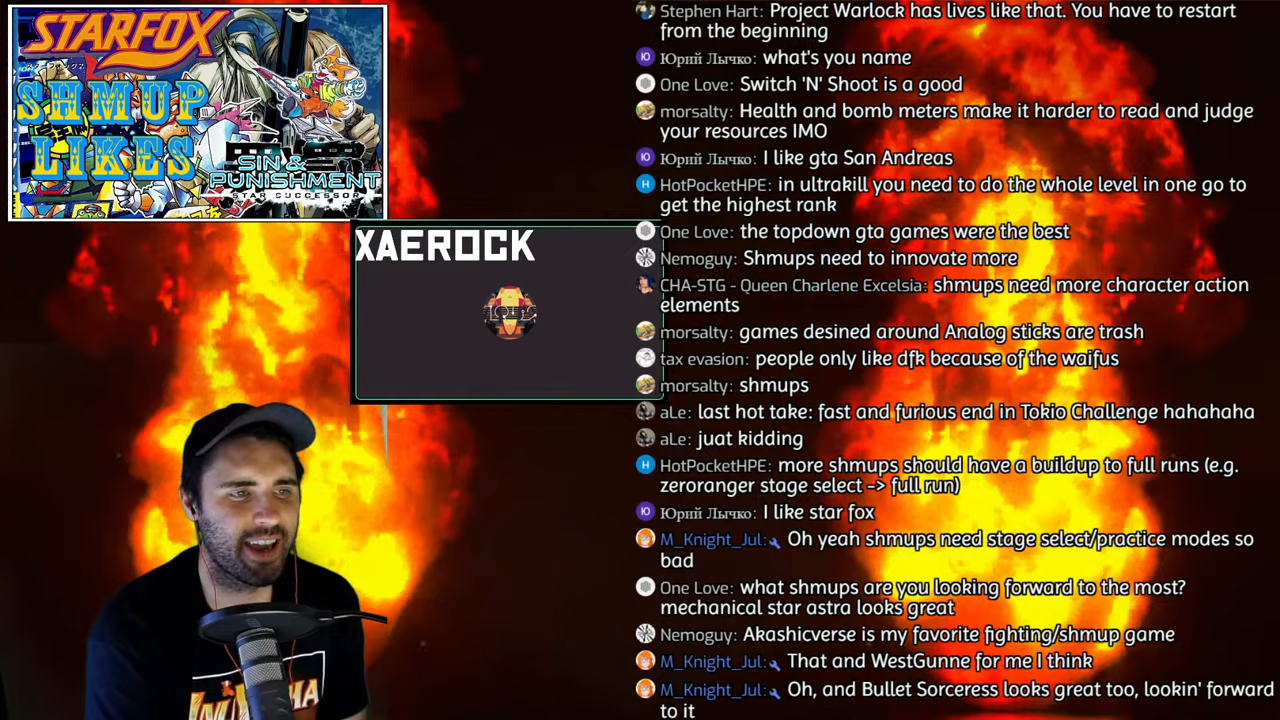 STARFOX
SHMUP
LIKES
SIN &
PUNISHMENT
STAR SUCCESSOR
XAEROCK
Stephen Hart: Project Warlock has lives like that. You have to restart
from the beginning
Ю Юрий Лычко: what's you name
One Love: Switch 'N' Shoot is a good
morsalty: Health and bomb meters make it harder to read and judge
your resources IMO
Ю Юрий Лычко: I like gta San Andreas
H HotPocketHPE: in ultrakill you need to do the whole level in one go to
get the highest rank
One Love: the topdown gta games were the best
Nemoguy: Shmups need to innovate more
CHA-STG - Queen Charlene Excelsia: shmups need more character action
elements
morsalty: games desined around Analog sticks are trash
tax evasion: people only like dfk because of the waifus
morsalty: shmups
aLe: last hot take: fast and furious end in Tokio Challenge hahahaha
aLe: juat kidding
H HotPocketHPE: more shmups should have a buildup to full runs (e.g.
zeroranger stage select -> full run)
Ю Юрий Лычко: I like star fox
M_Knight_Jul: Oh yeah shmups need stage select/practice modes so
bad
One Love: what shmups are you looking forward to the most?
mechanical star astra looks great
Nemoguy: Akashicverse is my favorite fighting/shmup game
M_Knight_Jul: That and WestGunne for me I think
M_Knight_Jul: Oh, and Bullet Sorceress looks great too, lookin' forward
to it